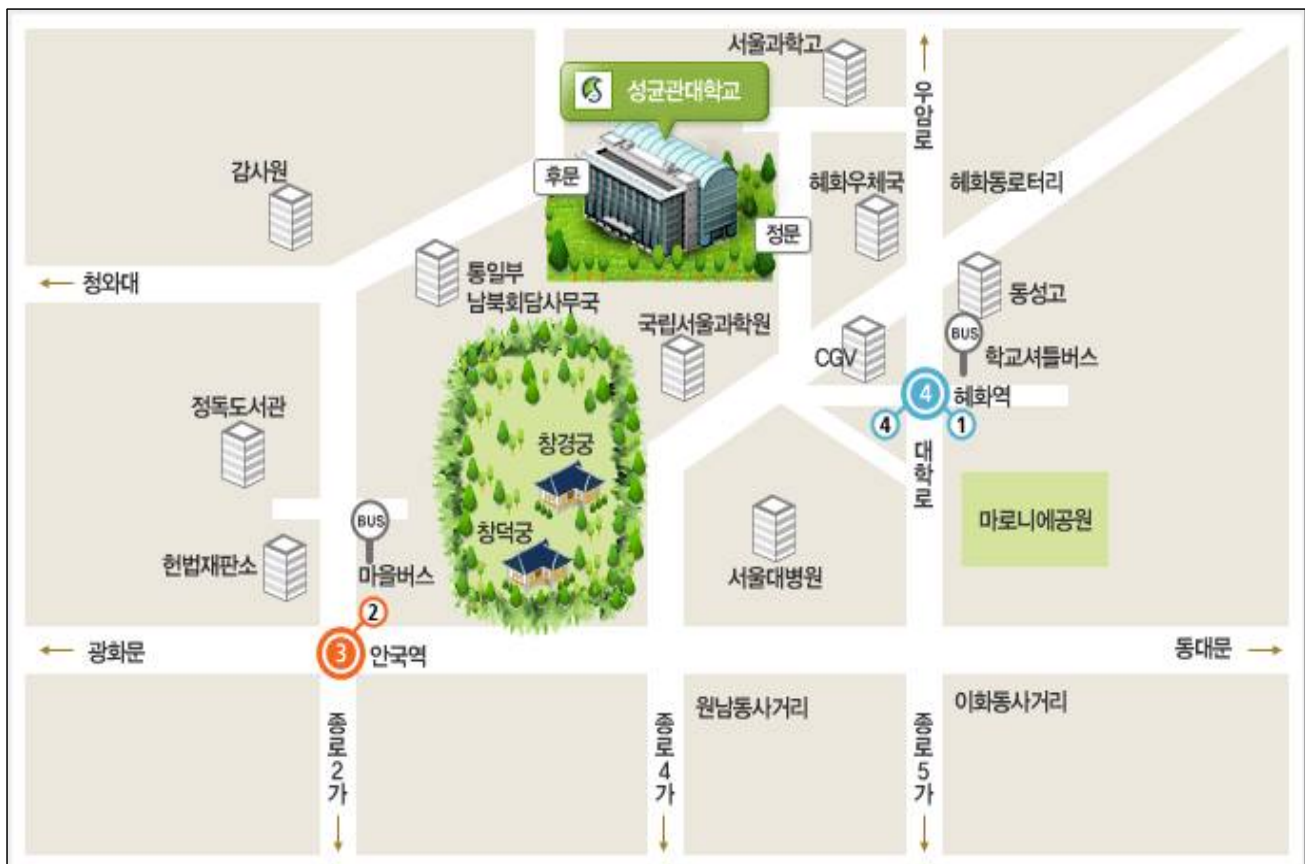 서울과학고
성균관대학교
우암로
감사원
후문
혜화우체국
혜화동로터리
정문
통일부
남북회담사무국
청와대
동성고
국립서울과학원
BUS
CGV
학교셔틀버스
4
혜화역
4
1
정독도서관
창경궁
대학로
마로니에공원
BUS
창덕궁
헌법재판소
마을버스
서울대병원
2
광화문
3
안국역
동대문
원남동사거리
이화동사거리
종로2가
종로4가
종로5가